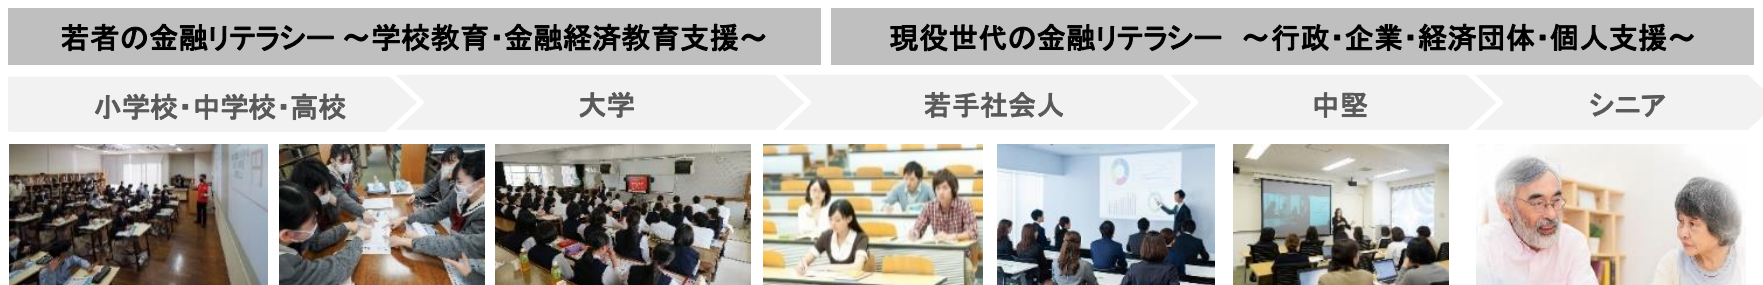 若者の金融リテラシー ～学校教育・金融経済教育支援～
現役世代の金融リテラシー ～行政・企業・経済団体・個人支援～
小学校・中学校・高校
大学
若手社会人
中堅
シニア